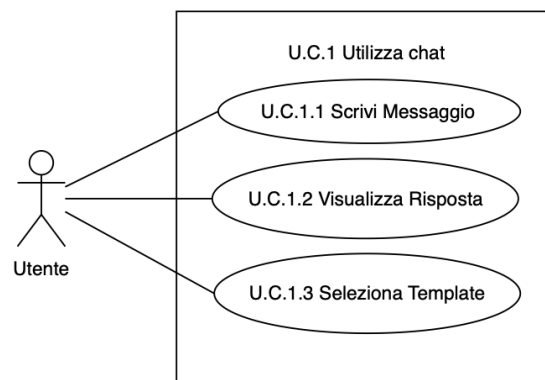 U.C.1 Utilizza chat
U.C.1.1 Scrivi Messaggio
U.C.1.2 Visualizza Risposta
U.C.1.3 Seleziona Template
Utente